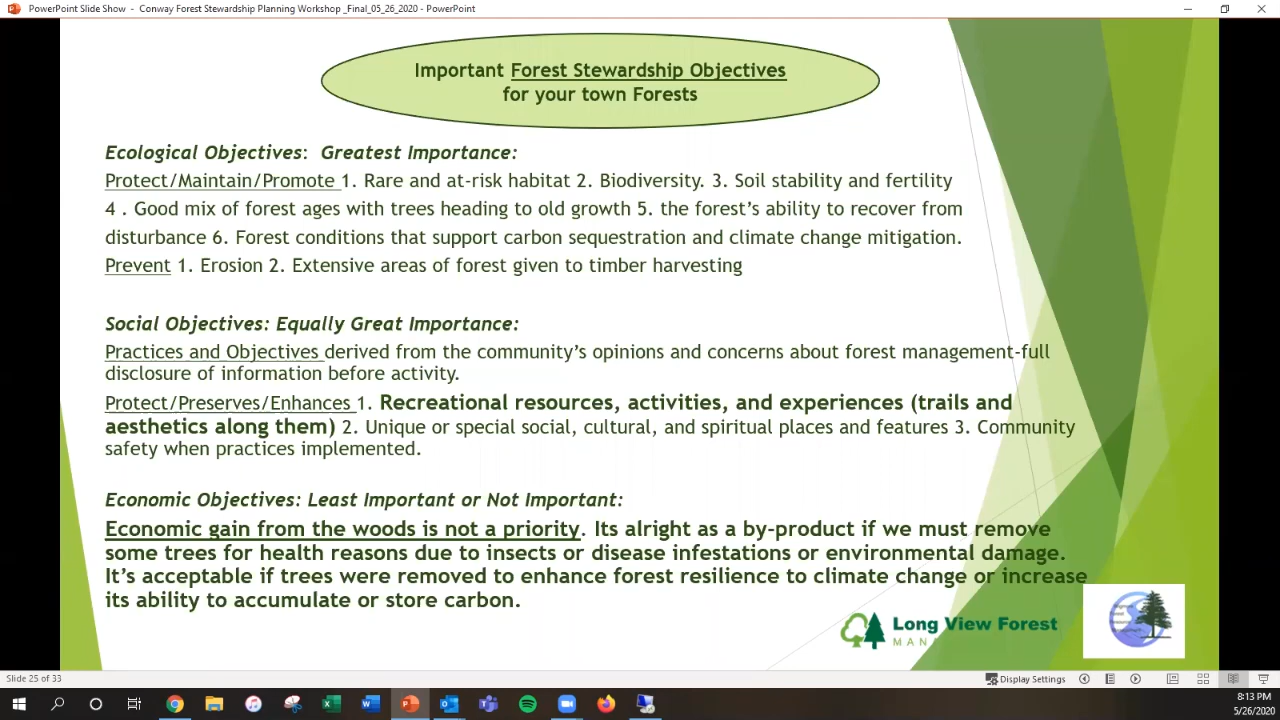 PowerPoint Slide Show - Conway Forest Stewardship Planning Workshop _Final_05_26_2020 - PowerPoint
Important Forest Stewardship Objectives
for your town Forests
Ecological Objectives: Greatest Importance:
Protect/Maintain/Promote 1. Rare and at-risk habitat 2. Biodiversity. 3. Soil stability and fertility
4 . Good mix of forest ages with trees heading to old growth 5. the forest's ability to recover from
disturbance 6. Forest conditions that support carbon sequestration and climate change mitigation.
Prevent 1. Erosion 2. Extensive areas of forest given to timber harvesting
Social Objectives: Equally Great Importance:
Practices and Objectives derived from the community's opinions and concerns about forest management-full
disclosure of information before activity.
Protect/Preserves/Enhances 1. Recreational resources, activities, and experiences (trails and
aesthetics along them) 2. Unique or special social, cultural, and spiritual places and features 3. Community
safety when practices implemented.
Economic Objectives: Least Important or Not Important:
Economic gain from the woods is not a priority. Its alright as a by-product if we must remove
some trees for health reasons due to insects or disease infestations or environmental damage.
It's acceptable if trees were removed to enhance forest resilience to climate change or increase
its ability to accumulate or store carbon.
Long View Forest
Slide 25 of 33
Display Settings
8:13 PM
5/26/2020